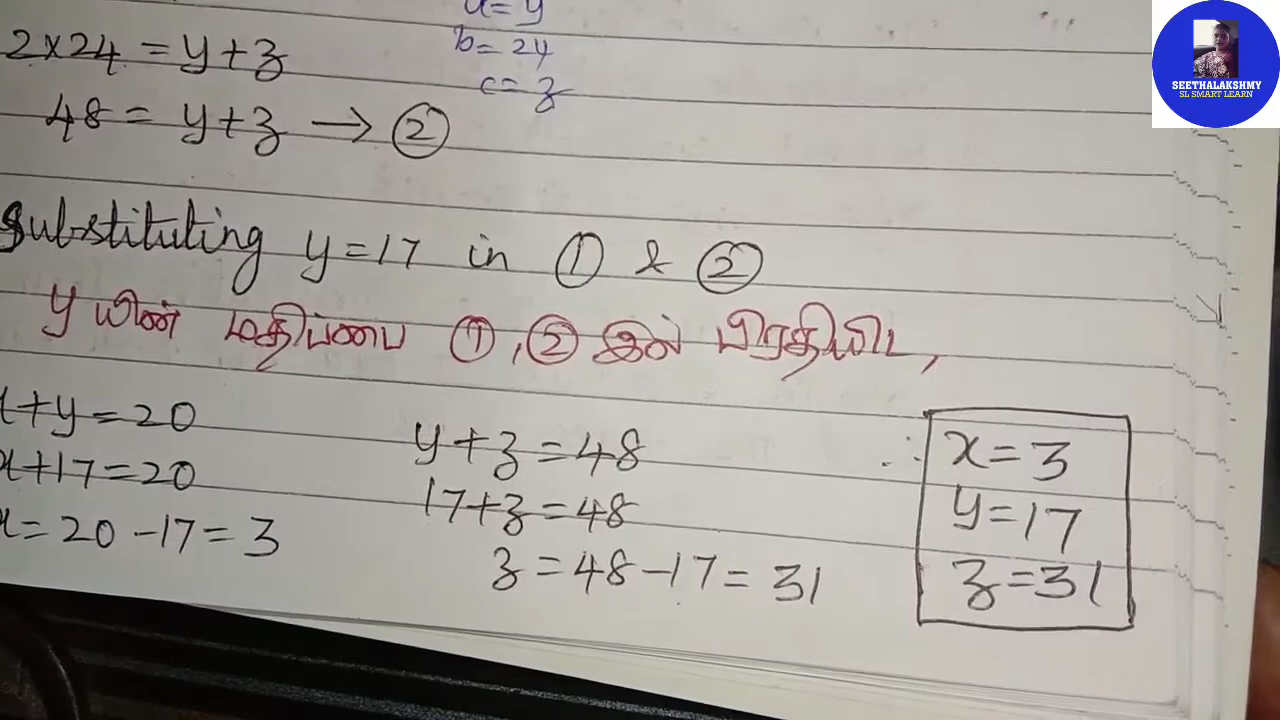 a = y
2×24 = y+z
b = 24
c = z
48 = y+z → ②
Substituting y = 17 in ① & ②
y யின் மதிப்பை ①, ② இல் பிரதியிட,
x+y = 20
x+17 = 20
x = 20 - 17 = 3
y+z = 48
17+z = 48
z = 48 - 17 = 31
∴ x = 3
y = 17
z = 31
SEETHALAKSHMY
SL SMART LEARN